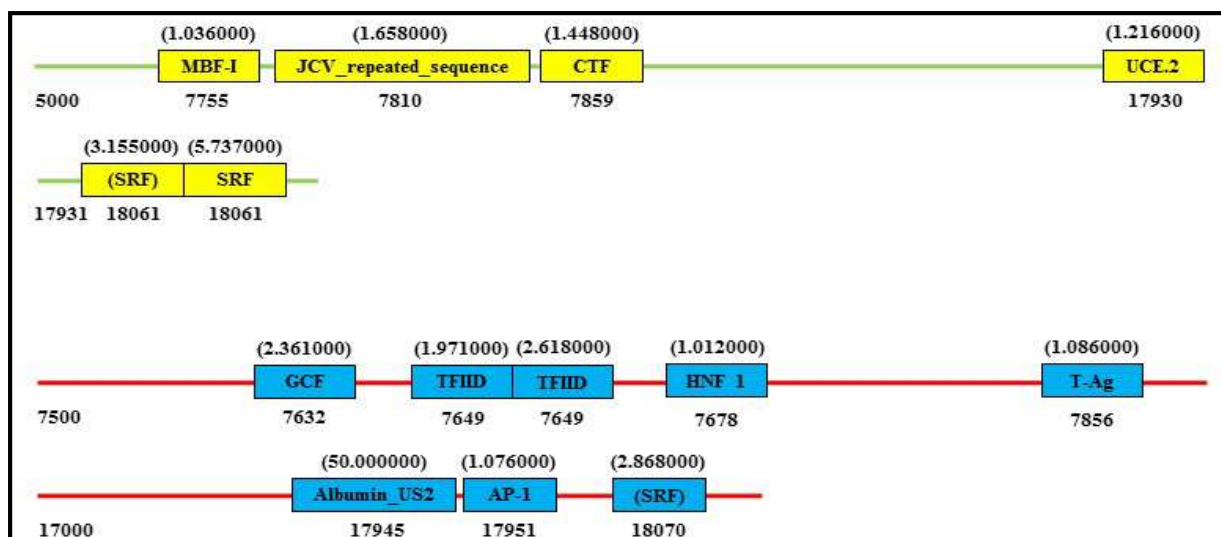 (1.036000) (1.658000) (1.448000) (1.216000)
MBF-I JCV_repeated_sequence CTF UCE.2
5000 7755 7810 7859 17930
(3.155000) (5.737000)
(SRF) SRF
17931 18061 18061
(2.361000) (1.971000) (2.618000) (1.012000) (1.086000)
GCF TFIID TFIID HNF_1 T-Ag
7500 7632 7649 7649 7678 7856
(50.000000) (1.076000) (2.868000)
Albumin_US2 AP-1 (SRF)
17000 17945 17951 18070